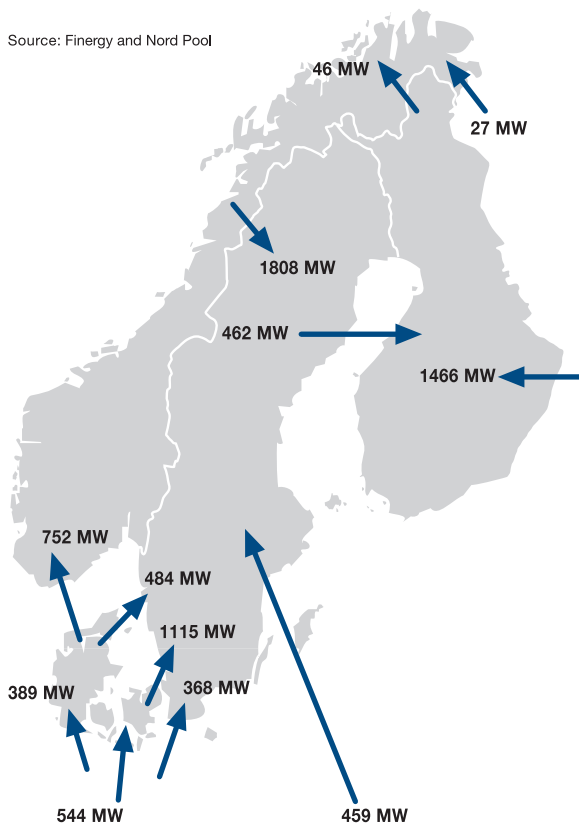 Source: Finergy and Nord Pool
46 MW
27 MW
1808 MW
462 MW
1466 MW
752 MW
484 MW
1115 MW
389 MW
368 MW
544 MW
459 MW